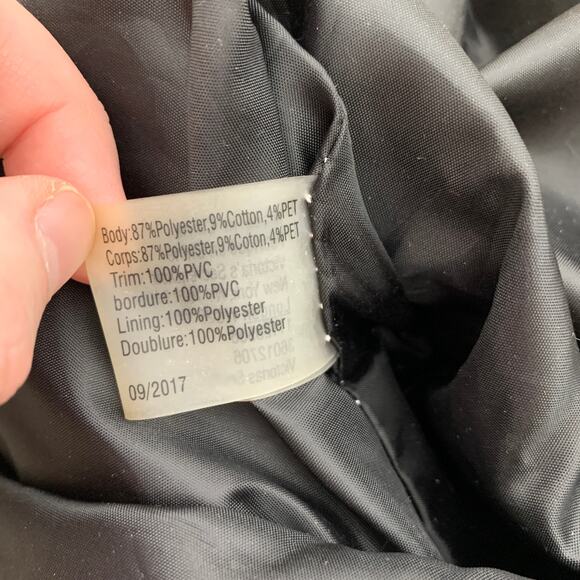 Body:87%Polyester,9%Cotton,4%PET
Corps:87%Polyester,9%Coton,4%PET
Trim:100%PVC
bordure:100%PVC
Lining:100%Polyester
Doublure:100%Polyester
09/2017